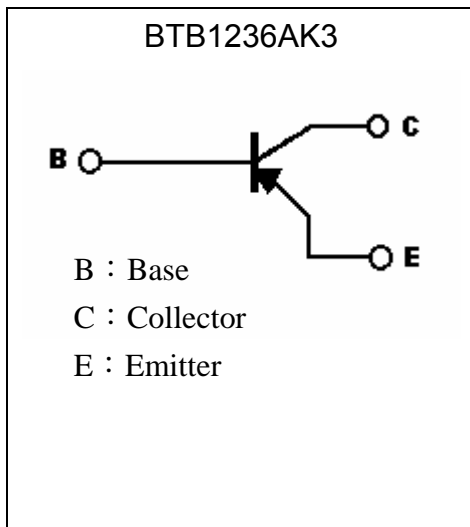 BTB1236AK3
C
B
E
B：Base
C：Collector
E：Emitter